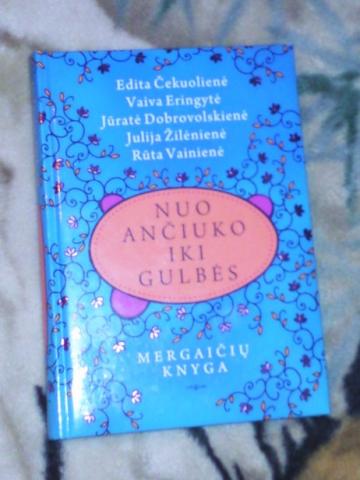 Edita Čekuolienė
Vaiva Eringytė
Jūratė Dobrovolskienė
Julija Žilėnienė
Rūta Vainienė
NUO
ANČIUKO
IKI
GULBĖS
MERGAIČIŲ
KNYGA